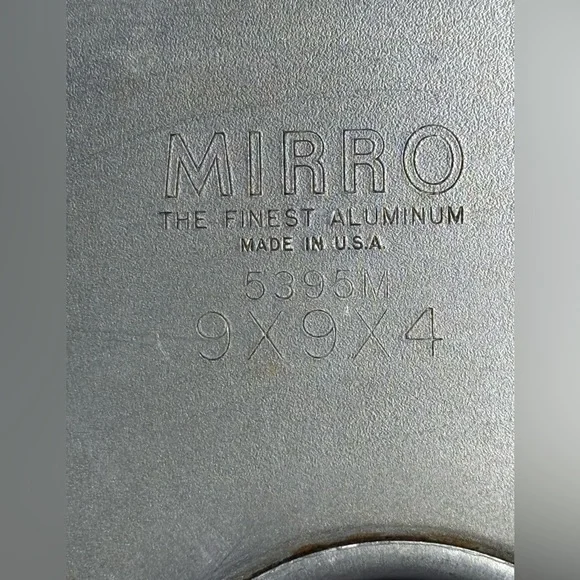 MIRRO
THE FINEST ALUMINUM
MADE IN U.S.A
5395M
9X9X4